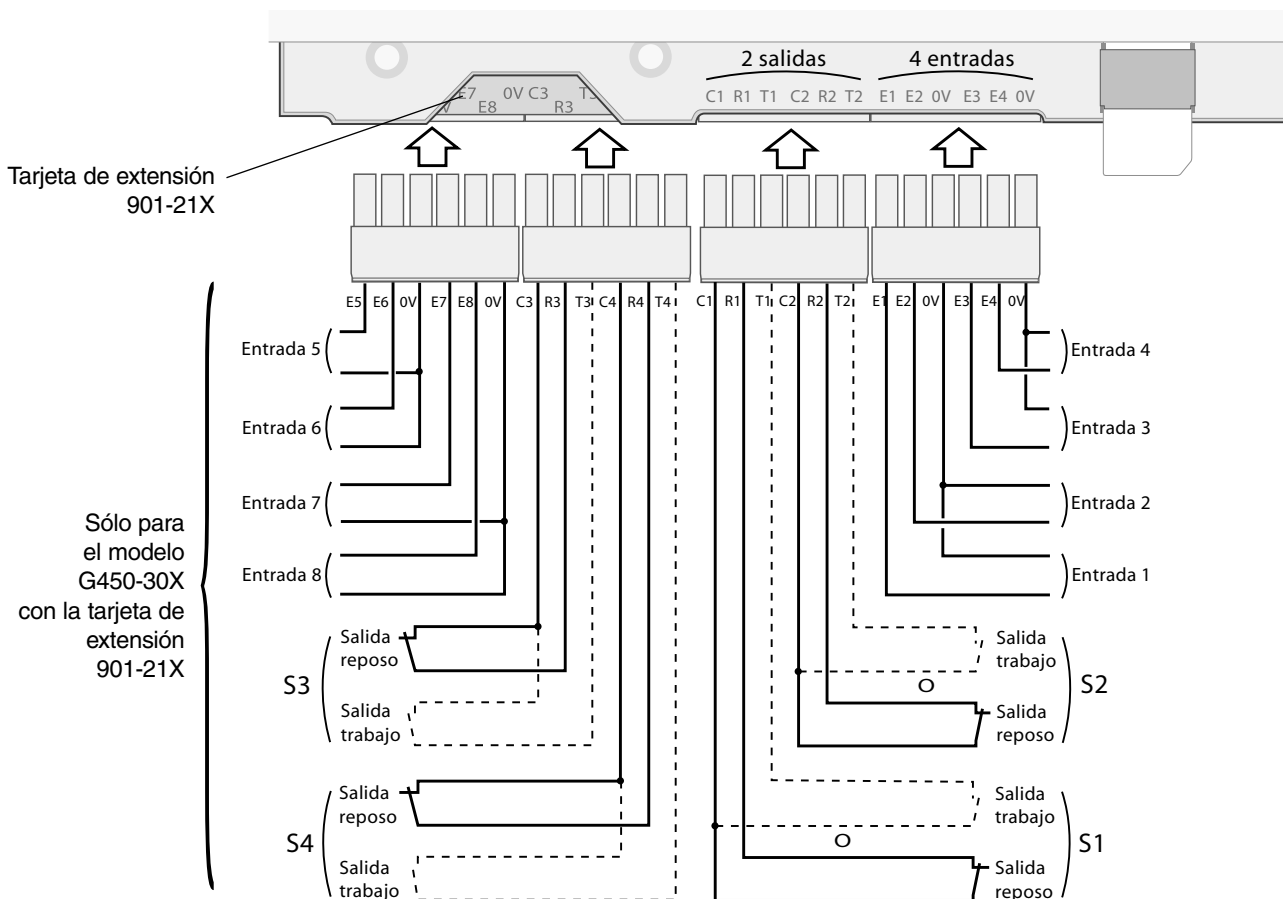 2 salidas
4 entradas
C1 R1 T1 C2 R2 T2 E1 E2 0V E3 E4 0V
E7 0V C3
E8 R3
Tarjeta de extensión
901-21X
E5 E6 0V E7 E8 0V C3 R3 T3 C4 R4 T4 C1 R1 T1 C2 R2 T2 E1 E2 0V E3 E4 0V
Entrada 5
Entrada 4
Entrada 6
Entrada 3
Entrada 7
Entrada 2
Entrada 8
Entrada 1
Sólo para
el modelo
G450-30X
con la tarjeta de
extensión
901-21X
S3
Salida
reposo
Salida
trabajo
Salida
trabajo
O
Salida
reposo
S2
S4
Salida
reposo
Salida
trabajo
Salida
trabajo
O
Salida
reposo
S1